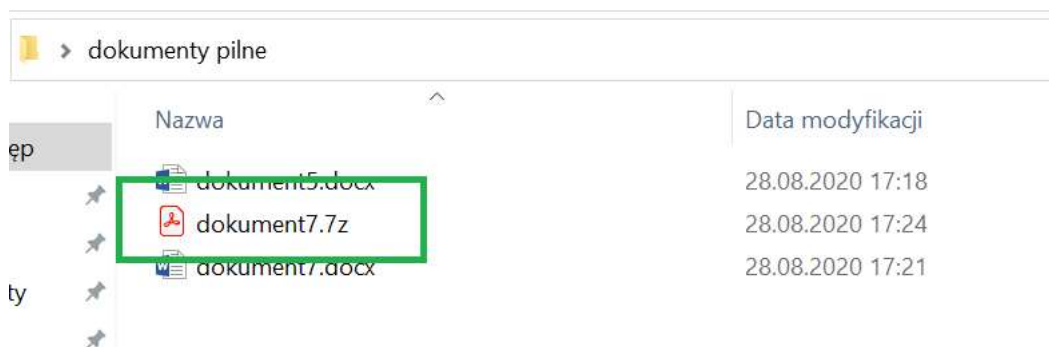 dokumenty pilne
Nazwa Data modyfikacji
ęp
dokument5.docx 28.08.2020 17:18
dokument7.7z 28.08.2020 17:24
dokument7.docx 28.08.2020 17:21
ty